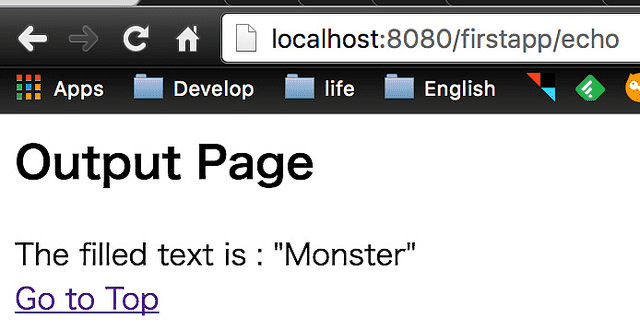 localhost:8080/firstapp/echo
Apps Develop life English
Output Page
The filled text is : "Monster"
Go to Top